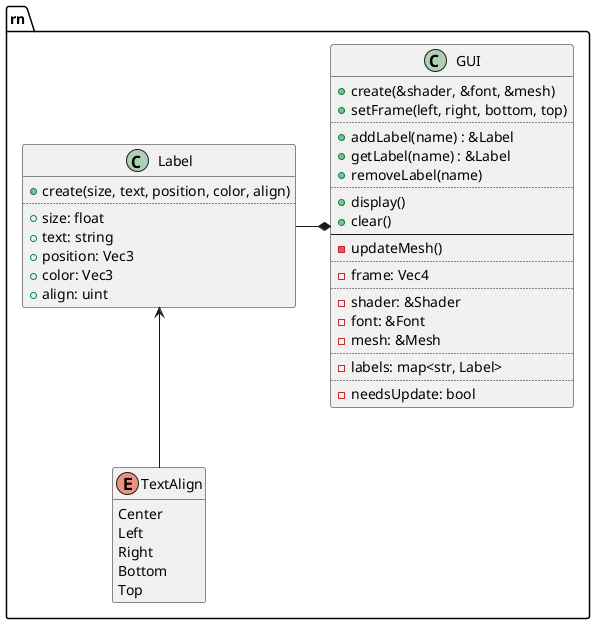 rn
C GUI
+create(&shader, &font, &mesh)
setFrame(left, right, bottom, top)
addLabel(name) : &Label
getLabel(name) : &Label
removeLabel(name)
display()
clear()
updateMesh()
frame: Vec4
shader: &Shader
font: &Font
mesh: &Mesh
labels: map<str, Label>
needsUpdate: bool
C Label
create(size, text, position, color, align)
size: float
text: string
position: Vec3
color: Vec3
align: uint
E TextAlign
Center
Left
Right
Bottom
Top